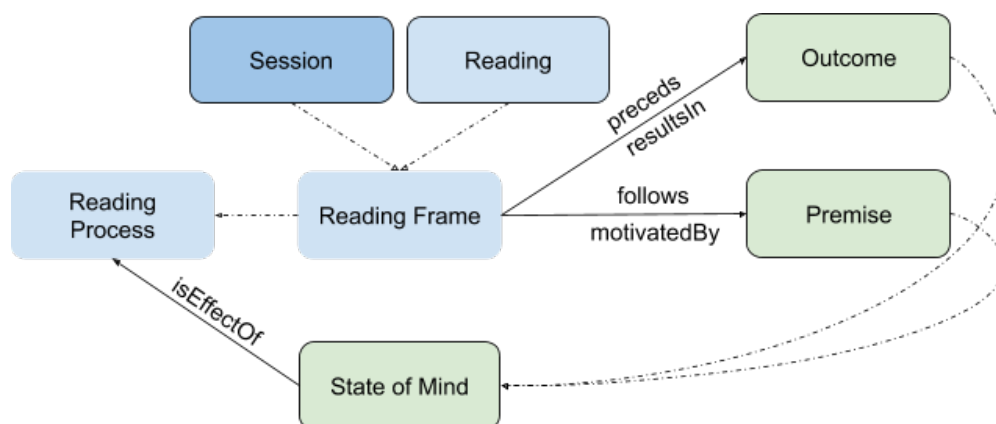 Session
Reading
Outcome
preceds
resultsIn
Reading
Process
Reading Frame
follows
motivatedBy
Premise
isEffectOf
State of Mind